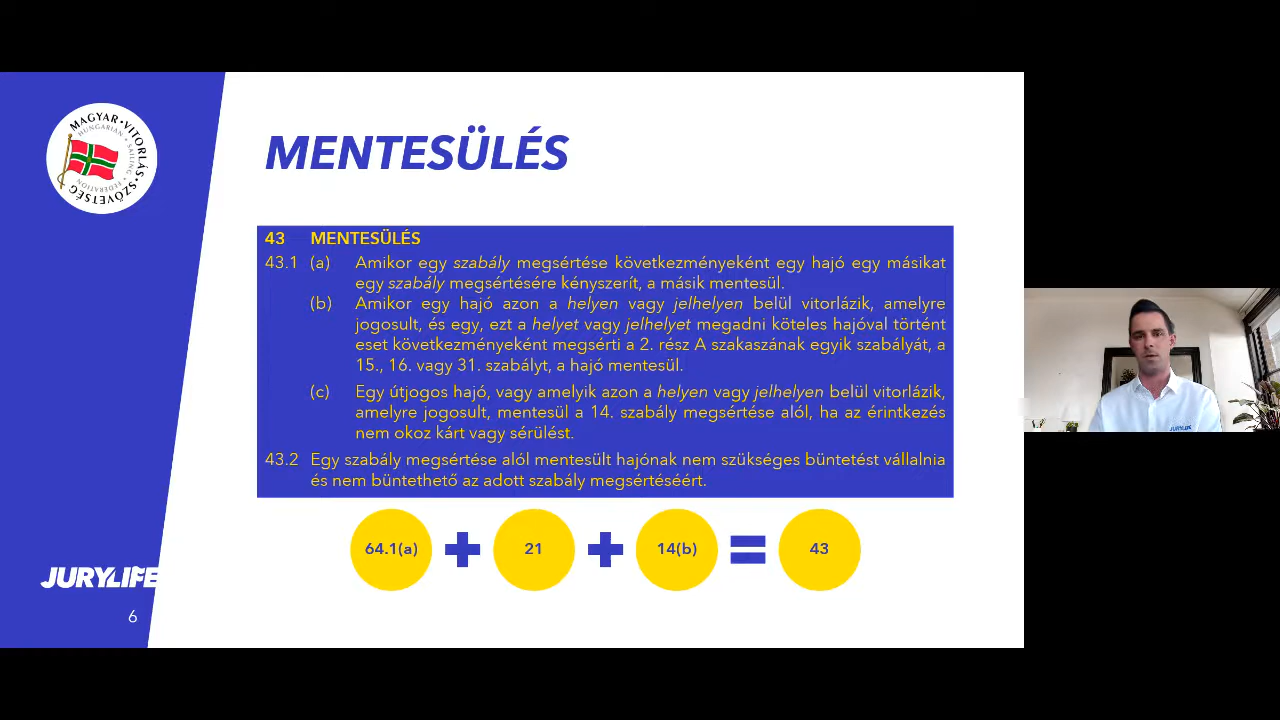 MAGYAR • VITORLÁS • SZÖVETSÉG
HUNGARIAN • SAILING • FEDERATION
MENTESÜLÉS
43 MENTESÜLÉS
43.1 (a) Amikor egy szabály megsértése következményeként egy hajó egy másikat
egy szabály megsértésére kényszerít, a másik mentesül.
(b) Amikor egy hajó azon a helyen vagy jelhelyen belül vitorlázik, amelyre
jogosult, és egy, ezt a helyet vagy jelhelyet megadni köteles hajóval történt
eset következményeként megsérti a 2. rész A szakaszának egyik szabályát, a
15., 16. vagy 31. szabályt, a hajó mentesül.
(c) Egy útjogos hajó, vagy amelyik azon a helyen vagy jelhelyen belül vitorlázik,
amelyre jogosult, mentesül a 14. szabály megsértése alól, ha az érintkezés
nem okoz kárt vagy sérülést.
43.2 Egy szabály megsértése alól mentesült hajónak nem szükséges büntetést vállalnia
és nem büntethető az adott szabály megsértéséért.
64.1(a) + 21 + 14(b) = 43
JURYLIFE
6
JURYLIFE